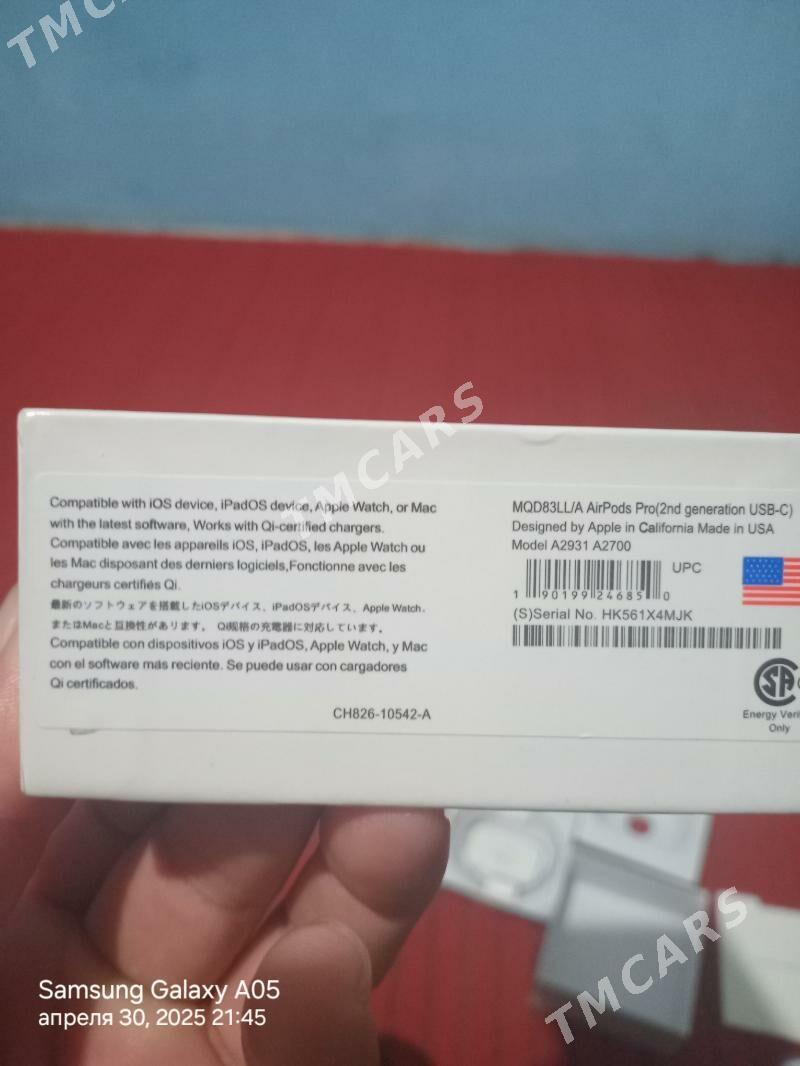 TMCARS
TMCARS
Compatible with iOS device, iPadOS device, Apple Watch, or Mac
with the latest software, Works with Qi-certified chargers.
Compatible avec les appareils iOS, iPadOS, les Apple Watch ou
les Mac disposant des derniers logiciels,Fonctionne avec les
chargeurs certifiés Qi.
最新のソフトウェアを搭載したiOSデバイス、iPadOSデバイス、Apple Watch.
またはMacと互換性があリます。 Qi规格の充電器に対応しています。
Compatible con dispositivos iOS y iPadOS, Apple Watch, y Mac
con el software más reciente. Se puede usar con cargadores
Qi certificados.
CH826-10542-A
MQD83LL/A AirPods Pro(2nd generation USB-C)
Designed by Apple in California Made in USA
Model A2931 A2700
UPC
1 90199 24685 0
(S)Serial No. HK561X4MJK
SA
Energy Veri
Only
TMCARS
Samsung Galaxy A05
апреля 30, 2025 21:45